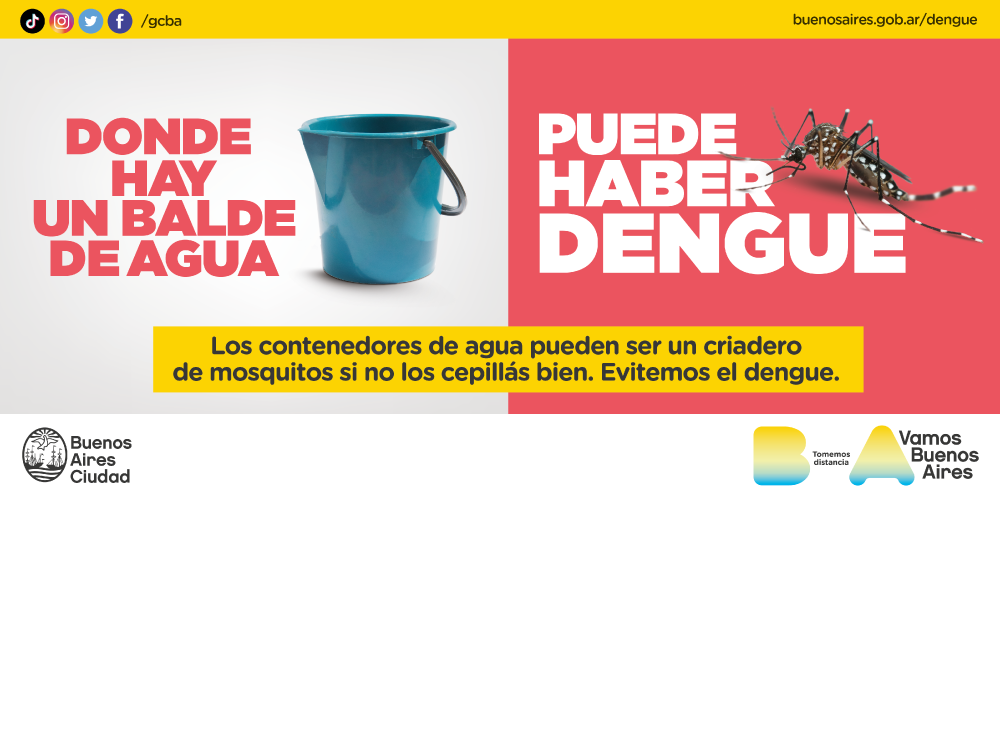 /gcba
buenosaires.gob.ar/dengue
DONDE
HAY
UN BALDE
DE AGUA
PUEDE
HABER
DENGUE
Los contenedores de agua pueden ser un criadero
de mosquitos si no los cepillás bien. Evitemos el dengue.
Buenos
Aires
Ciudad
B
Tomemos
distancia
A
Vamos
Buenos
Aires